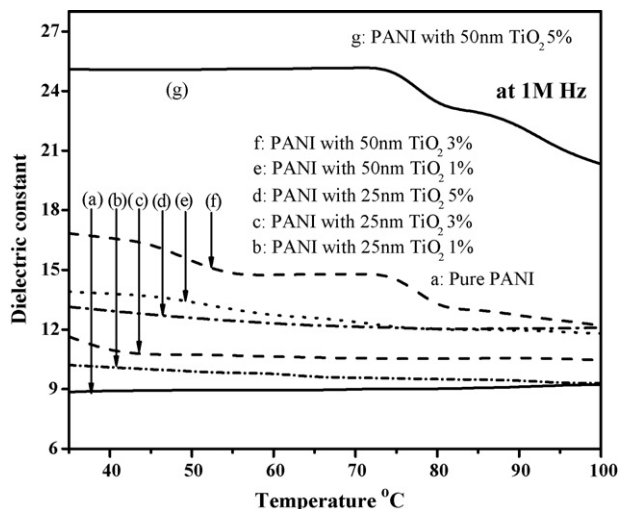 27
24
21
18
15
12
9
6
Dielectric constant
g: PANI with 50nm TiO₂ 5%
(g)
at 1M Hz
f: PANI with 50nm TiO₂ 3%
e: PANI with 50nm TiO₂ 1%
d: PANI with 25nm TiO₂ 5%
c: PANI with 25nm TiO₂ 3%
b: PANI with 25nm TiO₂ 1%
a: Pure PANI
(a) (b) (c) (d) (e) (f)
40 50 60 70 80 90 100
Temperature °C